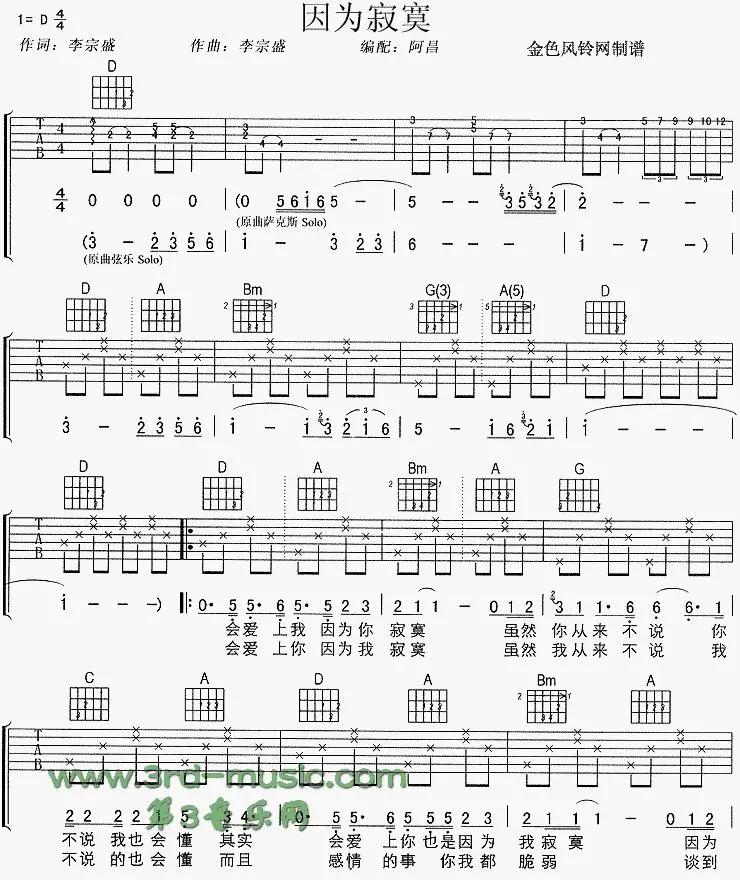 因为寂寞
1= D 4/4
作词：李宗盛 作曲：李宗盛 编配：阿昌 金色风铃网制谱
D
T A B 4 4
4/4 0 0 0 0 (0 5 6 i 6 5 - 5 - - 3 5 3 2 2 - - -
(原曲萨克斯 Solo)
(3 - 2 3 5 6 i - 3 2 3 6 - - - i - 7 - )
(原曲弦乐 Solo)
D A Bm G(3) A(5) D
T A B
3 - 2 3 5 6 i - i 3 2 i 6 5 - i 6 2 i i - - -
D D A Bm A G
T A B
i - - - ) 0· 5 5· 6 5· 5 2 3 2 1 1 - 0 1 2 3 1 1· 6 6 6· 1
会爱 上我 因为你 寂寞 虽然 你从来 不说 你
会爱 上你 因为我 寂寞 虽然 我从来 不说 我
C A D A Bm A
T A B
2 2 2 2 1 5 3· 4 0· 5 5· 6 5 5 2 3 2 1 1 - 0 1 2
不说 我也 会 懂 其实 会爱 上你 也是因为 我 寂寞 因为
不说 的也 会 懂 而且 感情 的事 你我都 脆弱 谈到
www.3rd-music.com
第3音乐网